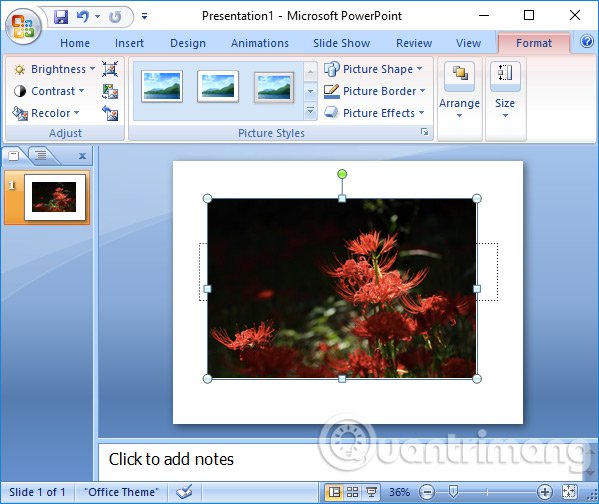 Presentation1 - Microsoft PowerPoint
Home Insert Design Animations Slide Show Review View Format
Brightness
Contrast
Recolor
Adjust
Picture Shape
Picture Border
Picture Effects
Picture Styles
Arrange
Size
1
Click to add notes
Slide 1 of 1 "Office Theme" 36%
Quantrimang